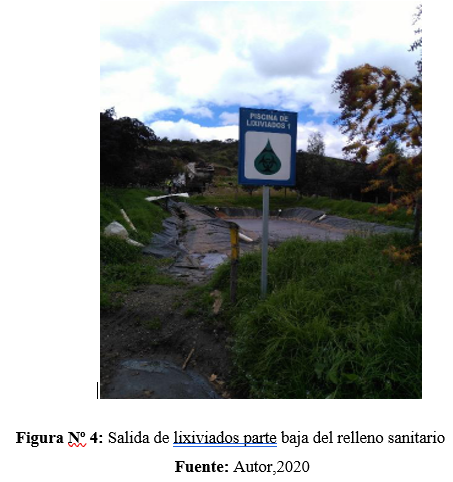 PISCINA DE
LIXIVIADOS 1
Figura Nº 4: Salida de lixiviados parte baja del relleno sanitario
Fuente: Autor,2020